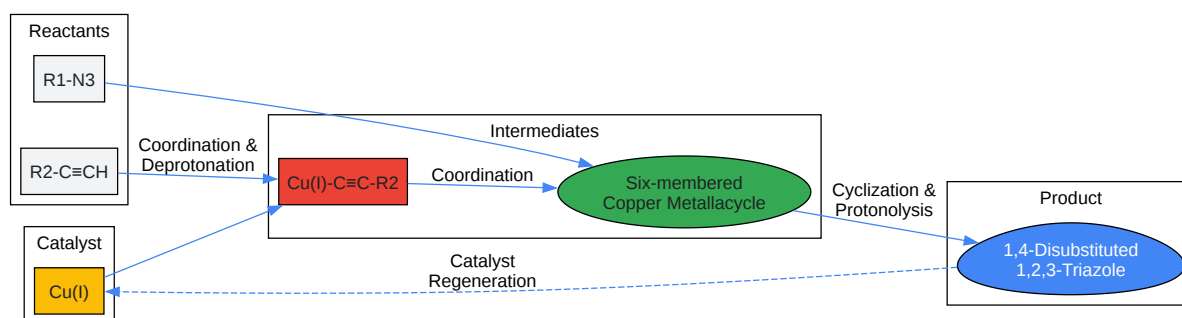 Reactants
R1-N3
R2-C≡CH
Coordination &
Deprotonation
Intermediates
Cu(I)-C≡C-R2
Coordination
Six-membered
Copper Metallacycle
Cyclization &
Protonolysis
Product
1,4-Disubstituted
1,2,3-Triazole
Catalyst
Cu(I)
Catalyst
Regeneration